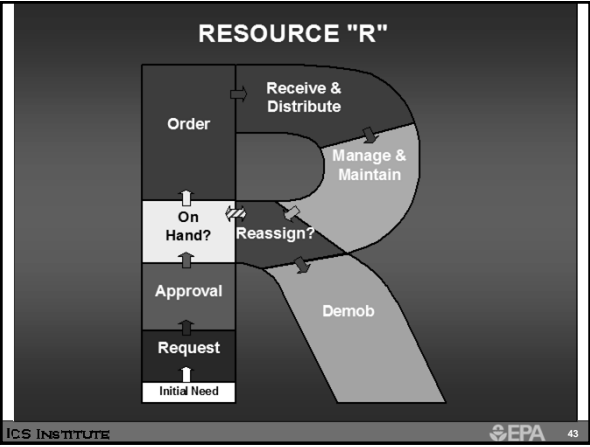 RESOURCE "R"
Receive &
Distribute
Order
Manage &
Maintain
On
Hand?
Reassign?
Approval
Demob
Request
Initial Need
ICS INSTITUTE
EPA
43